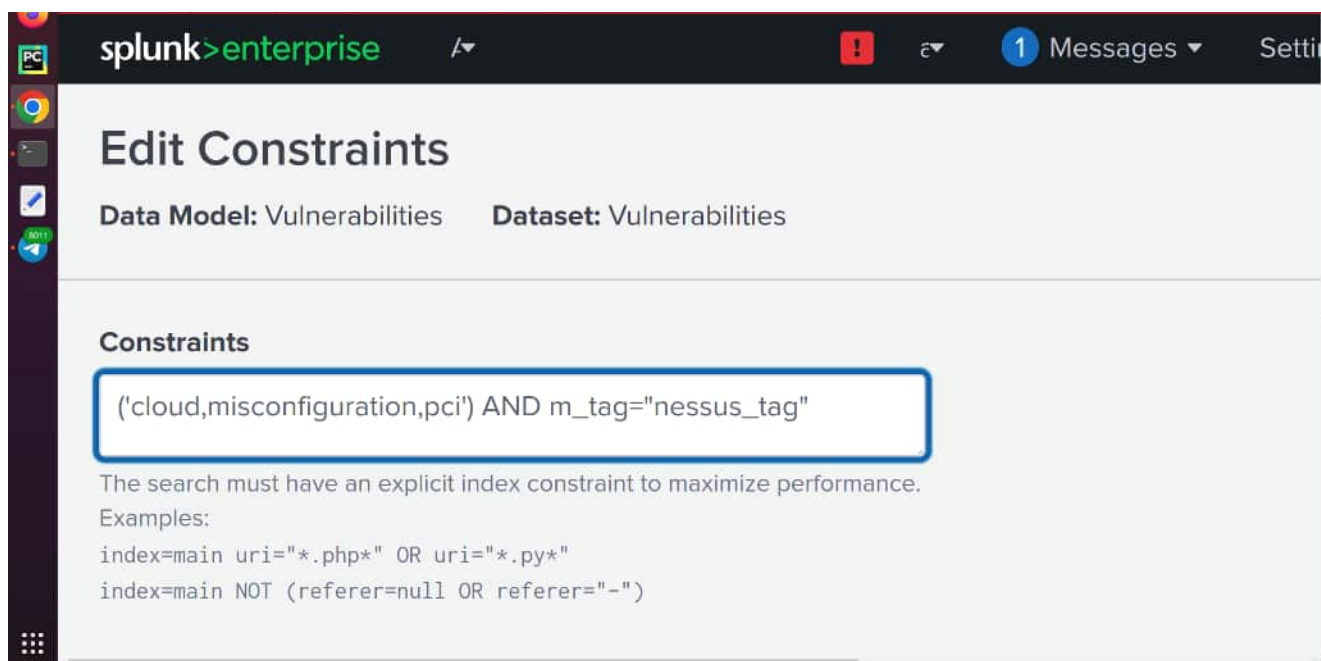 splunk>enterprise
1 Messages
Edit Constraints
Data Model: Vulnerabilities Dataset: Vulnerabilities
Constraints
('cloud,misconfiguration,pci') AND m_tag="nessus_tag"
The search must have an explicit index constraint to maximize performance.
Examples:
index=main uri="*.php*" OR uri="*.py*"
index=main NOT (referer=null OR referer="-")
PC